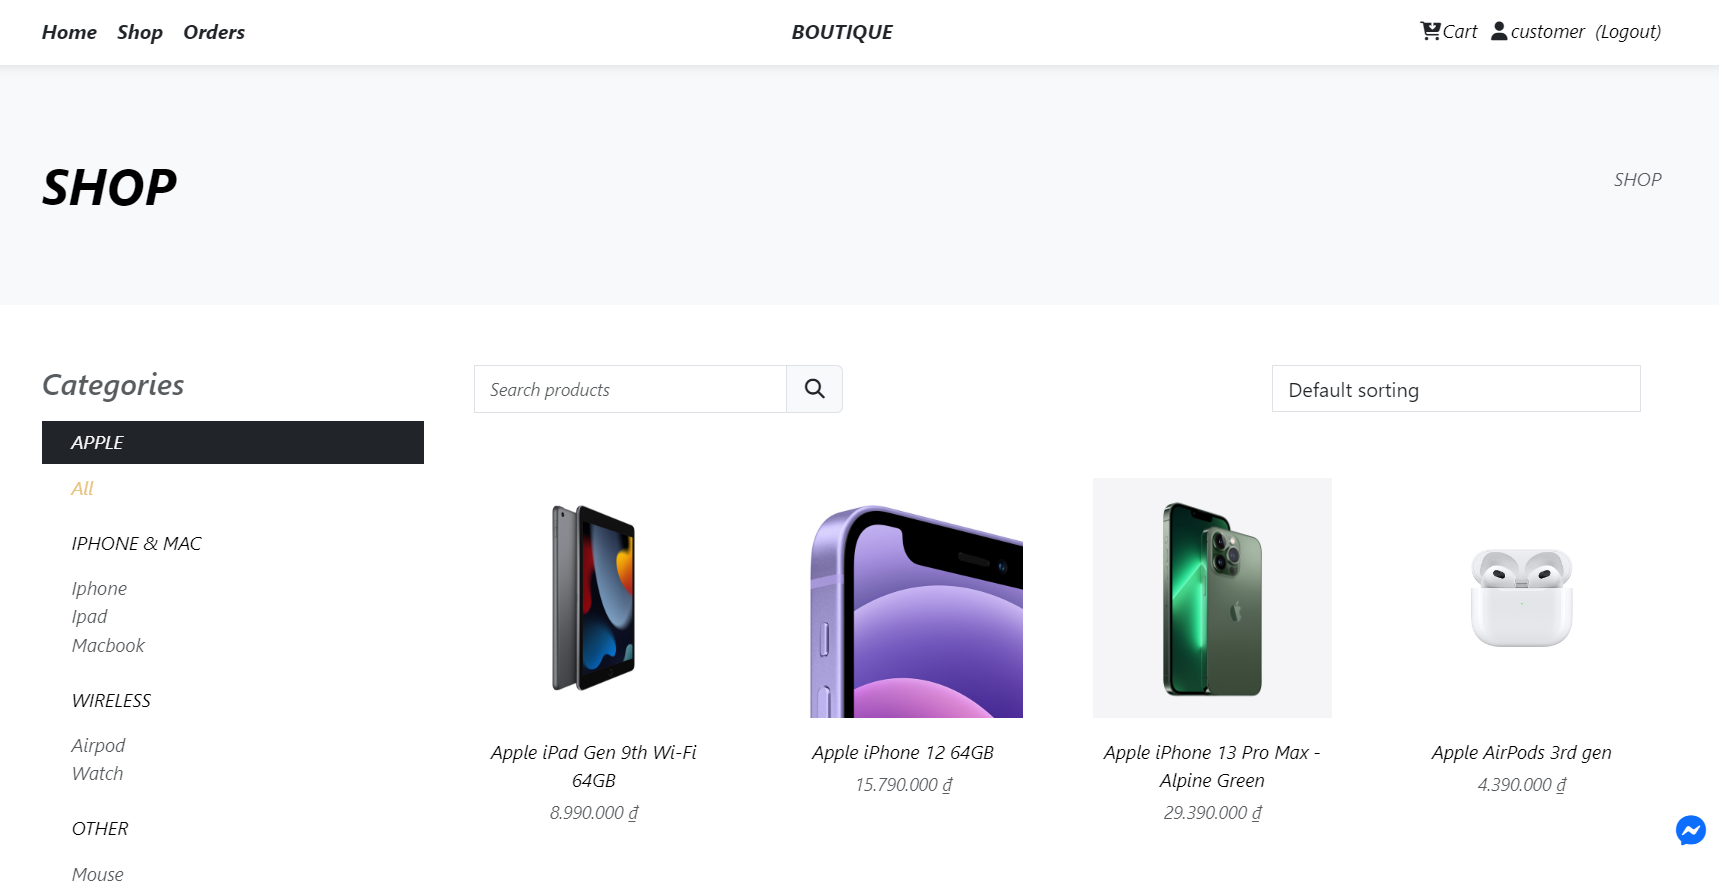 Home Shop Orders
BOUTIQUE
Cart customer (Logout)
SHOP
SHOP
Categories
APPLE
All
IPHONE & MAC
Iphone
Ipad
Macbook
WIRELESS
Airpod
Watch
OTHER
Mouse
Search products
Default sorting
Apple iPad Gen 9th Wi-Fi
64GB
8.990.000 ₫
Apple iPhone 12 64GB
15.790.000 ₫
Apple iPhone 13 Pro Max -
Alpine Green
29.390.000 ₫
Apple AirPods 3rd gen
4.390.000 ₫